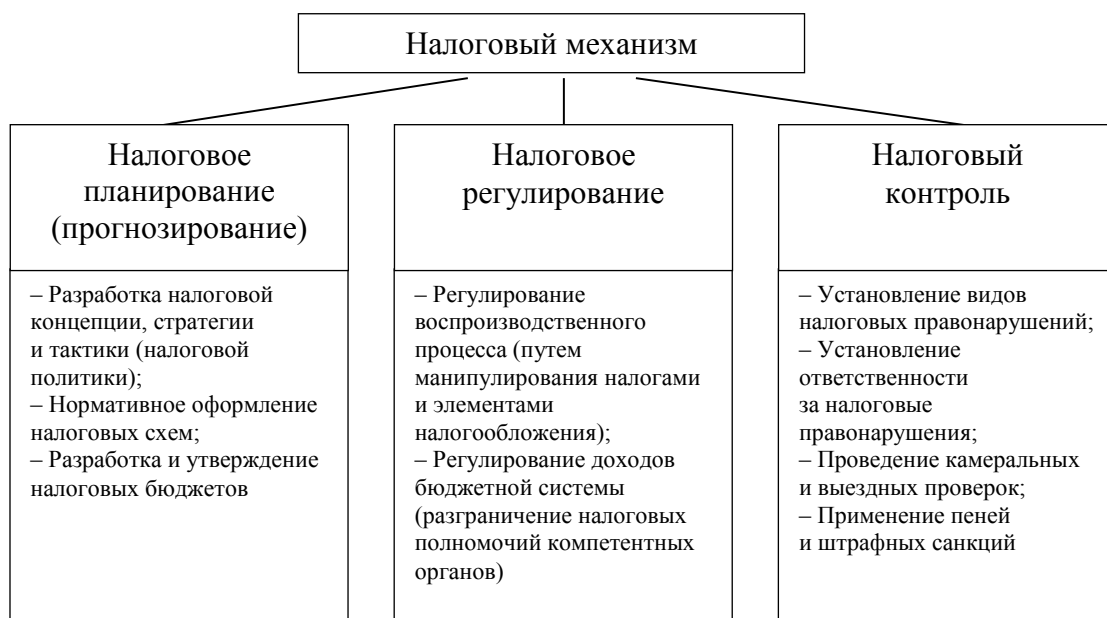 Налоговый механизм
Налоговое
планирование
(прогнозирование)
– Разработка налоговой
концепции, стратегии
и тактики (налоговой
политики);
– Нормативное оформление
налоговых схем;
– Разработка и утверждение
налоговых бюджетов
Налоговое
регулирование
– Регулирование
воспроизводственного
процесса (путем
манипулирования налогами
и элементами
налогообложения);
– Регулирование доходов
бюджетной системы
(разграничение налоговых
полномочий компетентных
органов)
Налоговый
контроль
– Установление видов
налоговых правонарушений;
– Установление
ответственности
за налоговые
правонарушения;
– Проведение камеральных
и выездных проверок;
– Применение пеней
и штрафных санкций